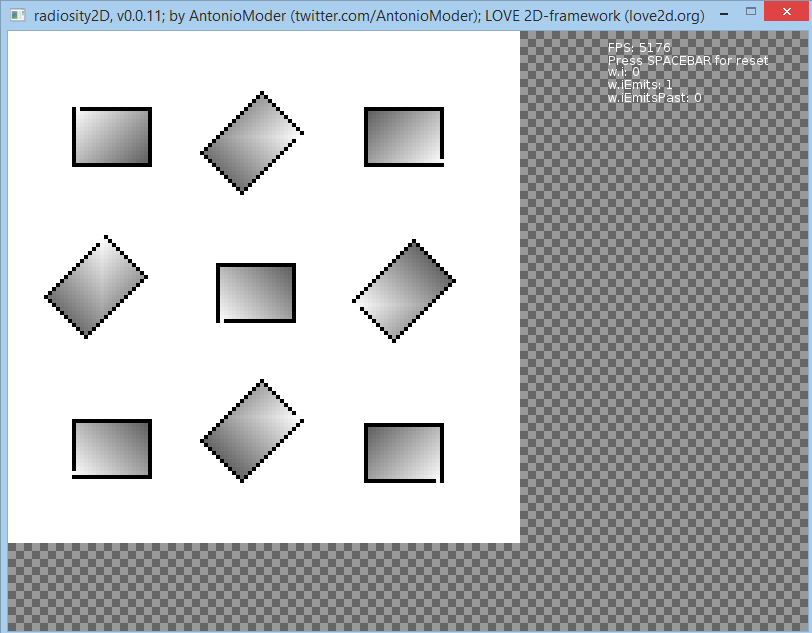 radiosity2D, v0.0.11; by AntonioModer (twitter.com/AntonioModer); LOVE 2D-framework (love2d.org)
FPS: 5176
Press SPACEBAR for reset
w.i: 0
w.iEmits: 1
w.iEmitsPast: 0